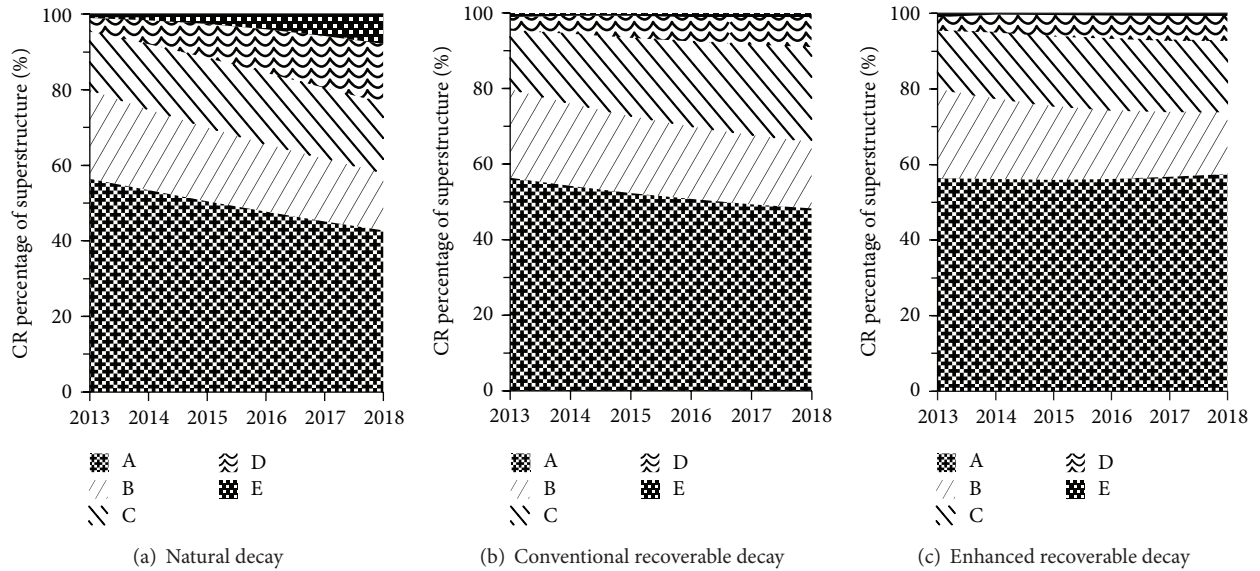 CR percentage of superstructure (%)
100
80
60
40
20
0
2013 2014 2015 2016 2017 2018
A
B
C
D
E
(a) Natural decay
CR percentage of superstructure (%)
100
80
60
40
20
0
2013 2014 2015 2016 2017 2018
A
B
C
D
E
(b) Conventional recoverable decay
CR percentage of superstructure (%)
100
80
60
40
20
0
2013 2014 2015 2016 2017 2018
A
B
C
D
E
(c) Enhanced recoverable decay